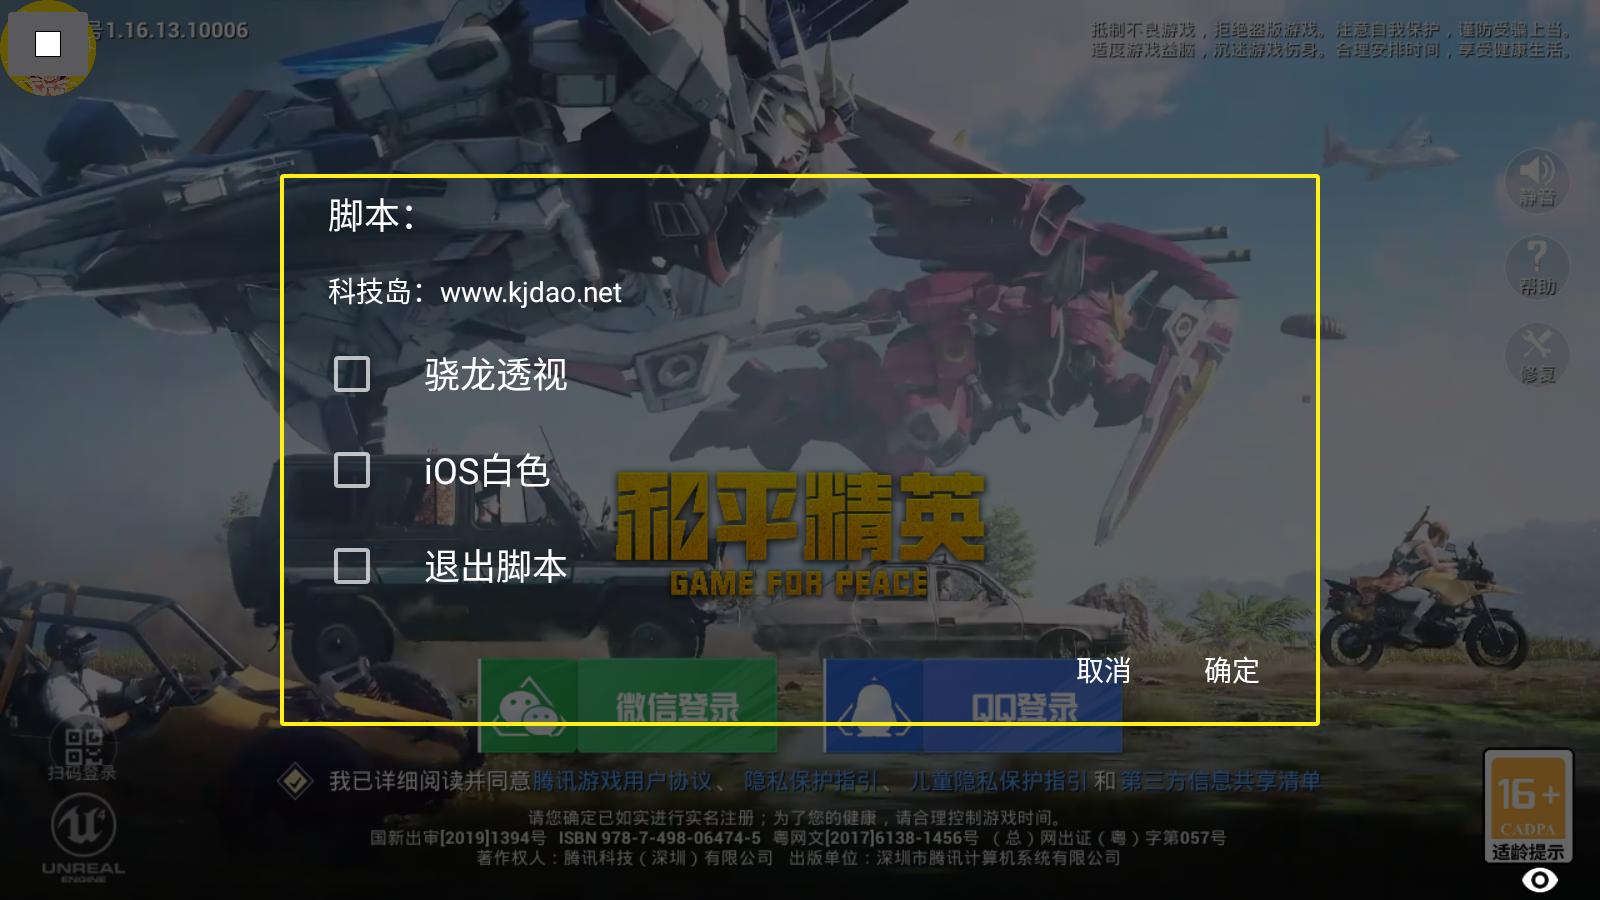 号1.16.13.10006
抵制不良游戏，拒绝盗版游戏。注意自我保护，谨防受骗上当。
适度游戏益脑，沉迷游戏伤身。合理安排时间，享受健康生活。
静音
帮助
修复
脚本：
科技岛：www.kjdao.net
骁龙透视
iOS白色
退出脚本
和平精英
GAME FOR PEACE
取消
确定
微信登录
QQ登录
扫码登录
我已详细阅读并同意腾讯游戏用户协议、隐私保护指引、儿童隐私保护指引 和 第三方信息共享清单
请您确定已如实进行实名注册；为了您的健康，请合理控制游戏时间。
国新出审[2019]1394号 ISBN 978-7-498-06474-5 粤网文[2017]6138-1456号 （总）网出证（粤）字第057号
著作权人：腾讯科技（深圳）有限公司 出版单位：深圳市腾讯计算机系统有限公司
UNREAL
ENGINE
16+
CADPA
适龄提示